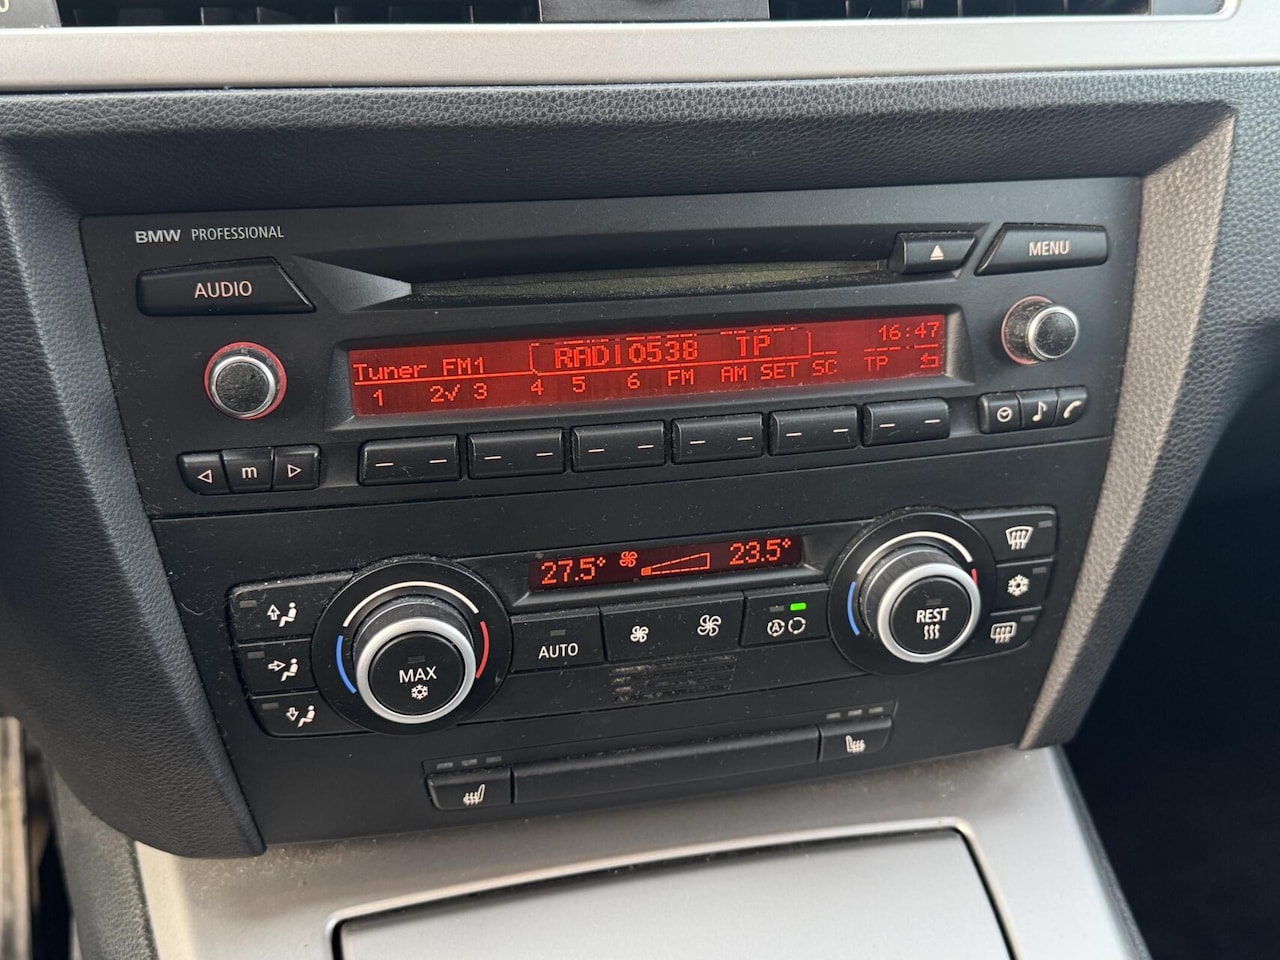 BMW PROFESSIONAL
AUDIO
MENU
Tuner FM1 RADIO538 TP 16:47
1 2√ 3 4 5 6 FM AM SET SC TP
m
27.5° 23.5°
AUTO
A
MAX
REST